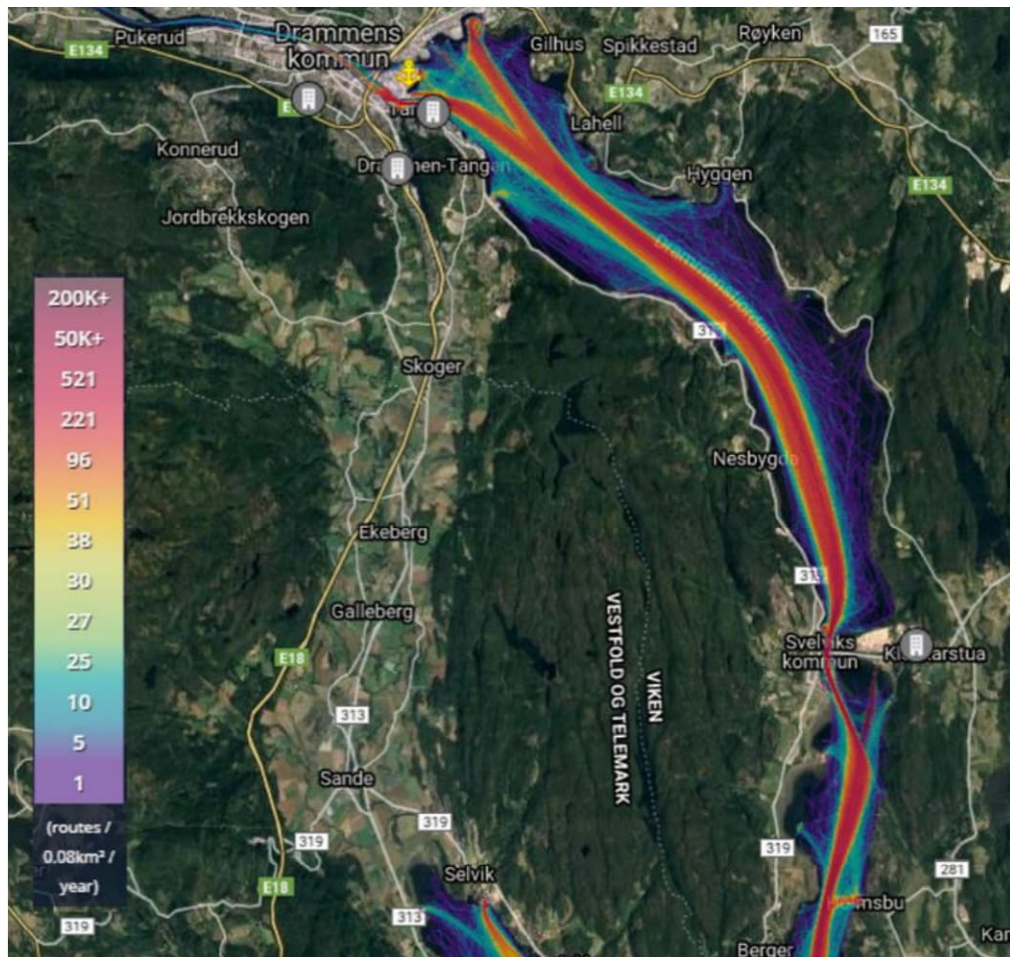 Pukerud
E134
Drammens
kommun
Gilhus
Spikkestad
Røyken
165
E134
Lahell
Konnerud
Hyggen
E134
Jordbrekkskogen
200K+
50K+
521
221
96
51
38
30
27
25
10
5
1
(routes /
0.08km² /
year)
Skoger
Nesbygda
Ekeberg
Galleberg
VESTFOLD OG TELEMARK
VIKEN
Svelviks
kommun
E18
313
Sande
319
319
319
Selvik
281
E18
313
319
Berger